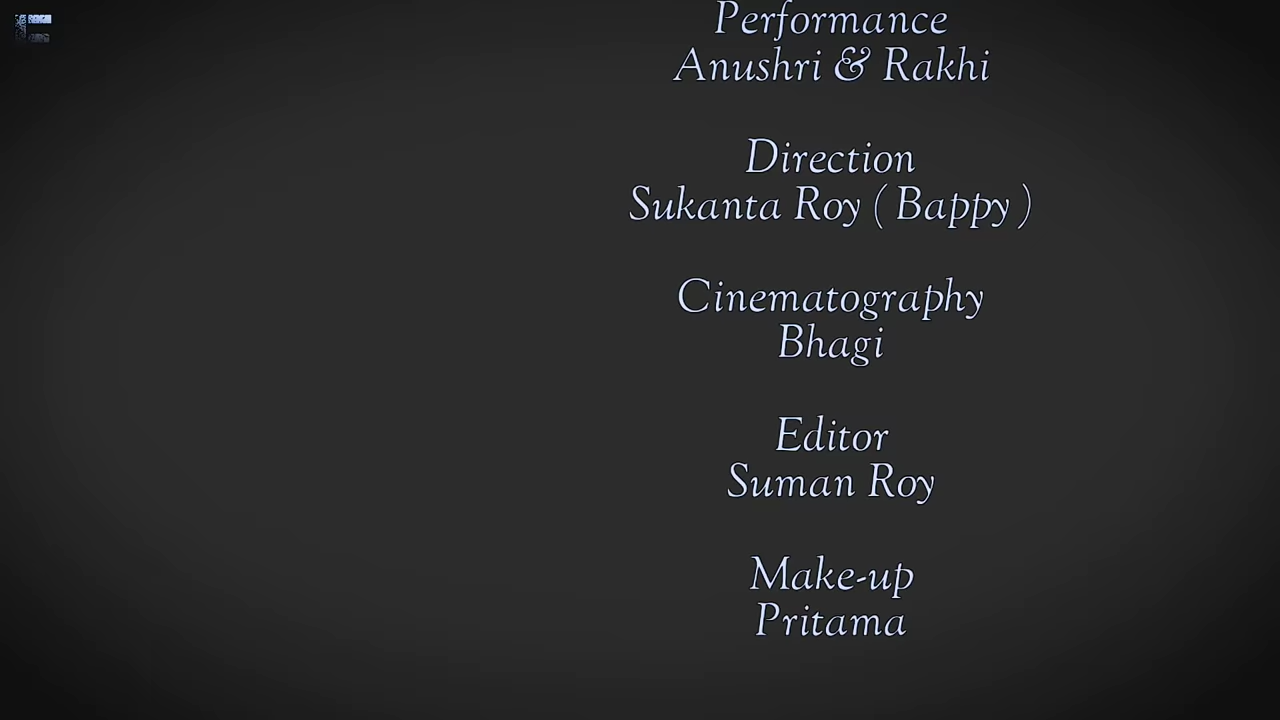 Performance
Anushri & Rakhi
Direction
Sukanta Roy ( Bappy )
Cinematography
Bhagi
Editor
Suman Roy
Make-up
Pritama